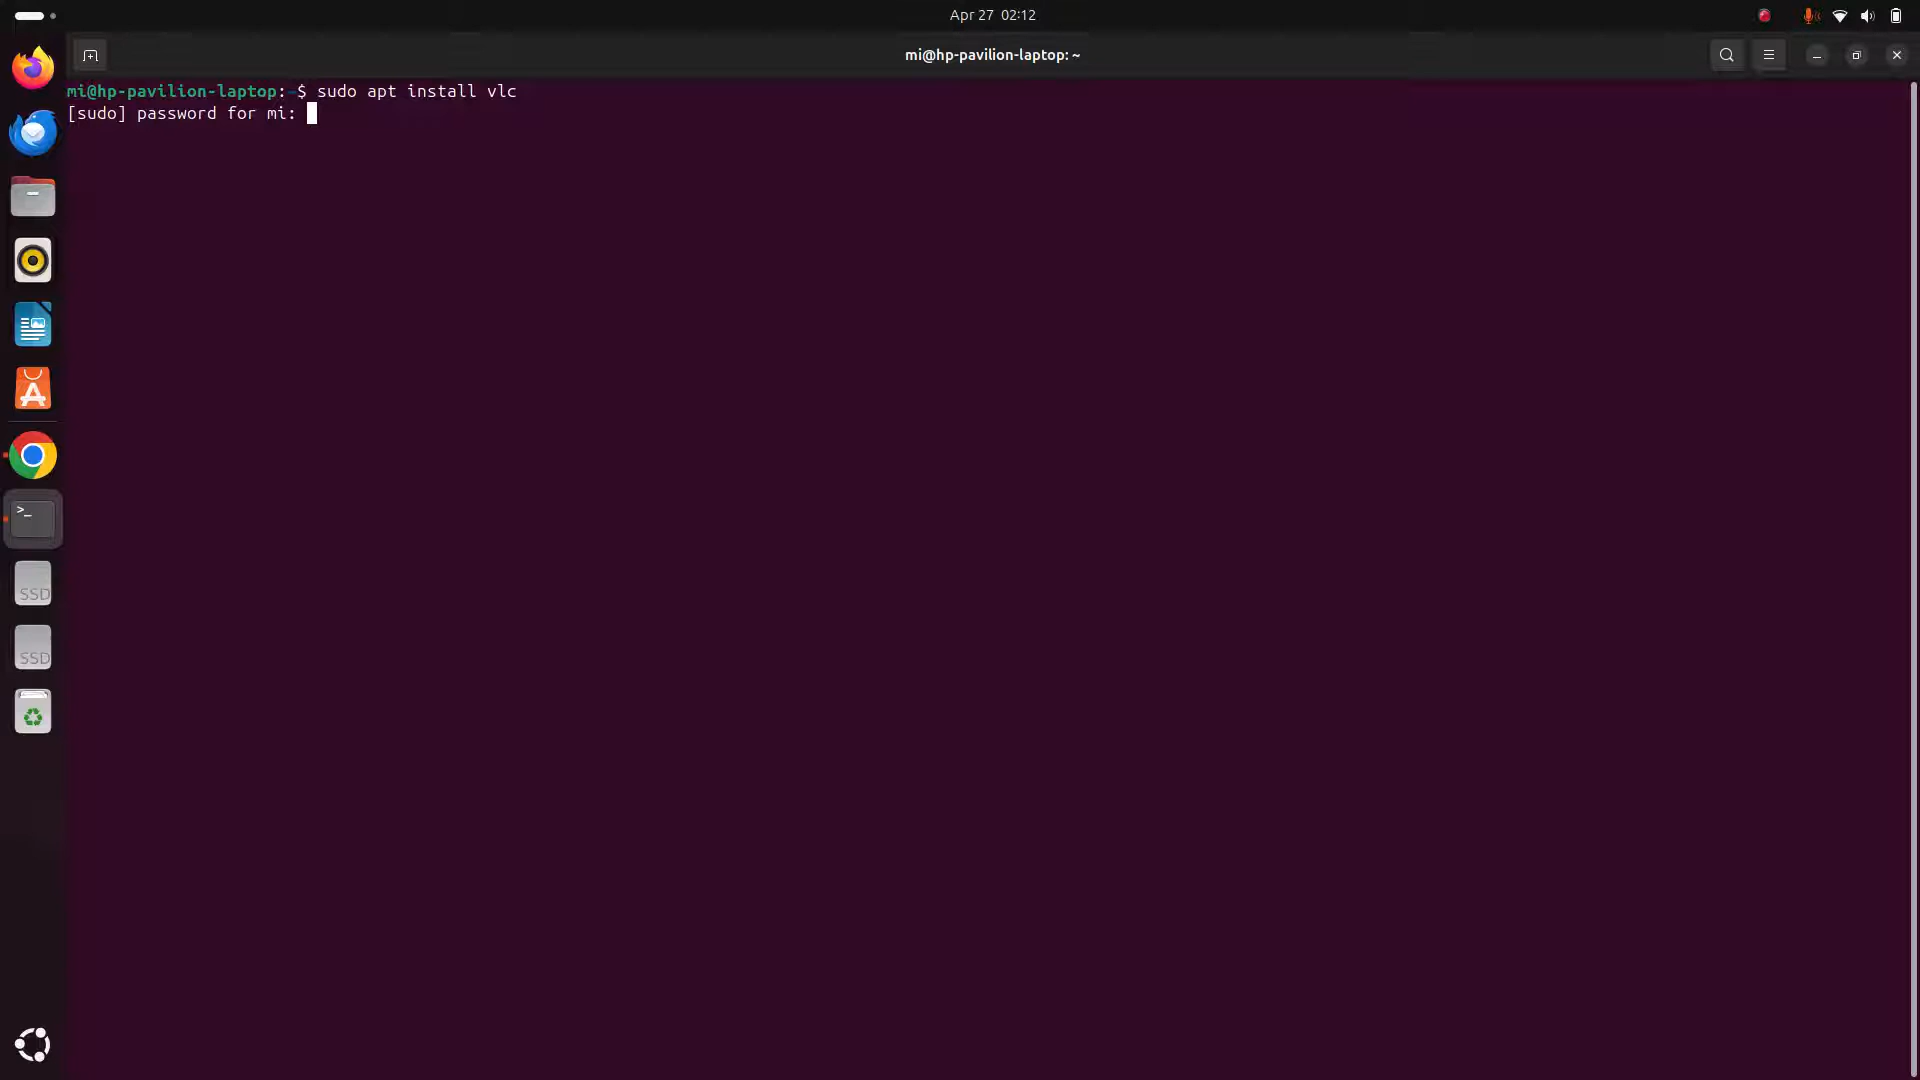 Apr 27 02:12
mi@hp-pavilion-laptop: ~
mi@hp-pavilion-laptop:~$ sudo apt install vlc
[sudo] password for mi:
>_
SSD
SSD